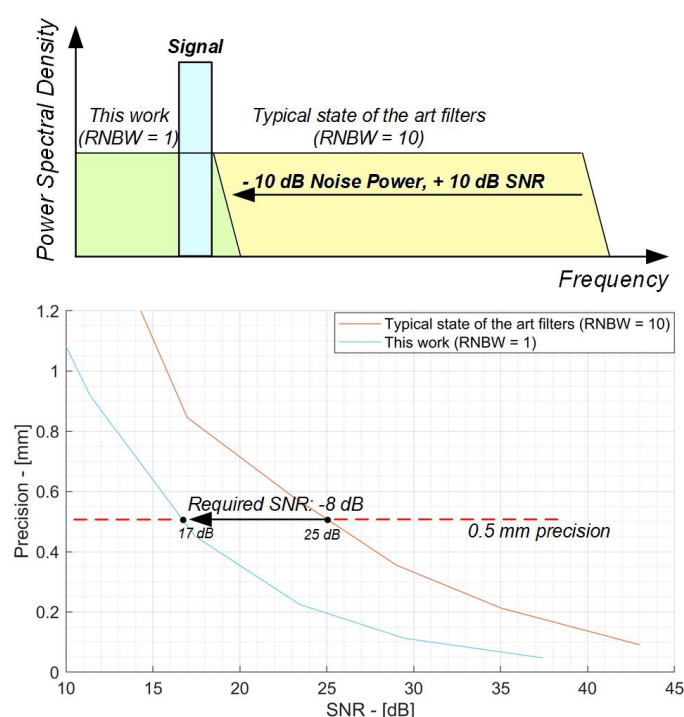 Power Spectral Density
Signal
This work
(RNBW = 1)
Typical state of the art filters
(RNBW = 10)
- 10 dB Noise Power, + 10 dB SNR
Frequency
Precision - [mm]
1.2
1
0.8
0.6
0.4
0.2
0
Typical state of the art filters (RNBW = 10)
This work (RNBW = 1)
Required SNR: -8 dB
17 dB
25 dB
0.5 mm precision
10
15
20
25
30
35
40
45
SNR - [dB]